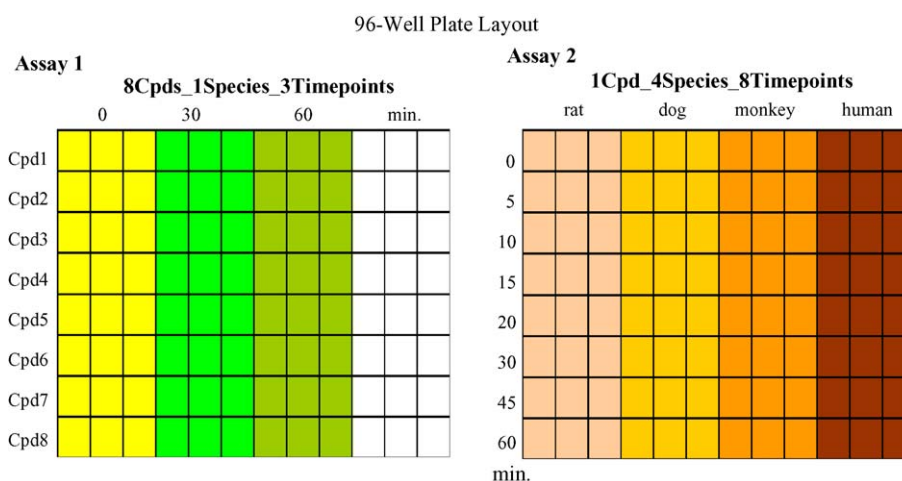 96-Well Plate Layout
Assay 1
8Cpds_1Species_3Timepoints
0 30 60 min.
Cpd1
Cpd2
Cpd3
Cpd4
Cpd5
Cpd6
Cpd7
Cpd8
Assay 2
1Cpd_4Species_8Timepoints
rat dog monkey human
0
5
10
15
20
30
45
60
min.